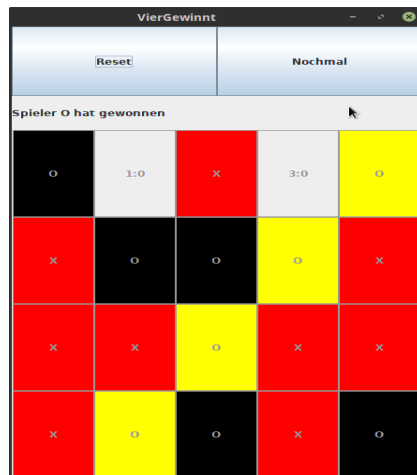 VierGewinnt
Reset Nochmal
Spieler O hat gewonnen
O 1:0 X 3:0 O
X O O O X
X X O X X
X O O X O